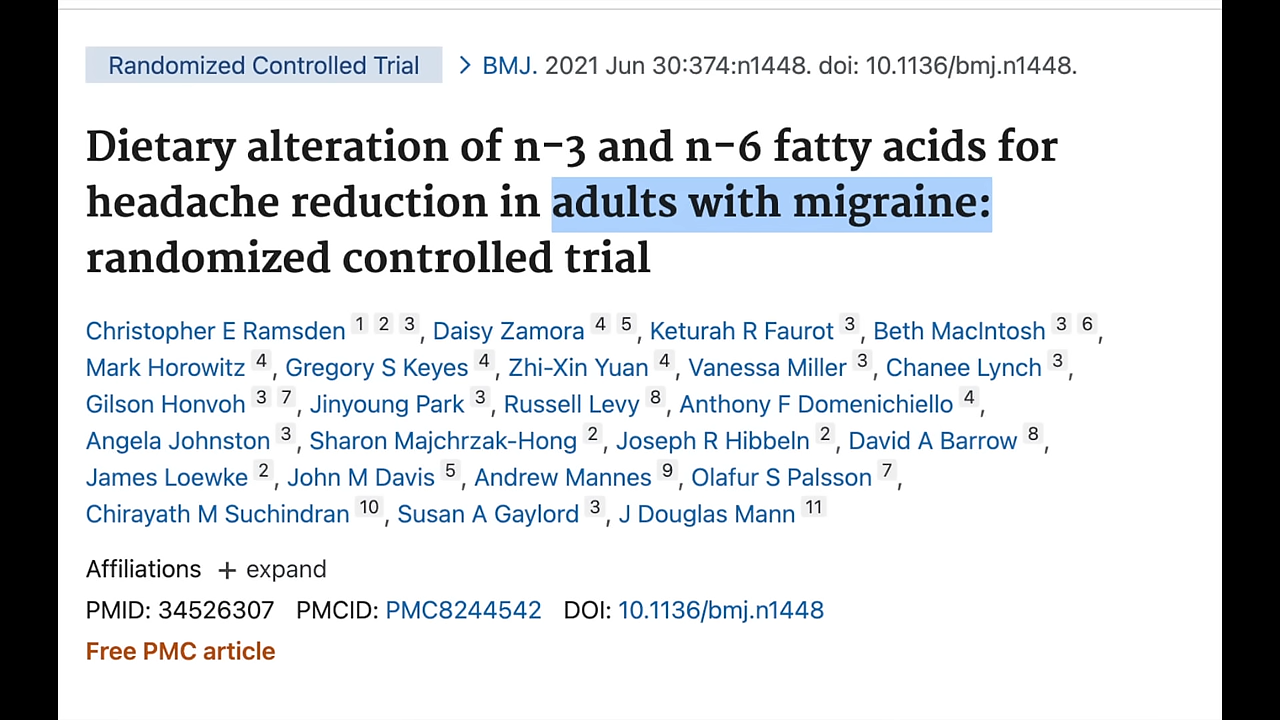 Randomized Controlled Trial > BMJ. 2021 Jun 30:374:n1448. doi: 10.1136/bmj.n1448.
Dietary alteration of n-3 and n-6 fatty acids for
headache reduction in adults with migraine:
randomized controlled trial
Christopher E Ramsden 1 2 3, Daisy Zamora 4 5, Keturah R Faurot 3, Beth MacIntosh 3 6,
Mark Horowitz 4, Gregory S Keyes 4, Zhi-Xin Yuan 4, Vanessa Miller 3, Chanee Lynch 3,
Gilson Honvoh 3 7, Jinyoung Park 3, Russell Levy 8, Anthony F Domenichiello 4,
Angela Johnston 3, Sharon Majchrzak-Hong 2, Joseph R Hibbeln 2, David A Barrow 8,
James Loewke 2, John M Davis 5, Andrew Mannes 9, Olafur S Palsson 7,
Chirayath M Suchindran 10, Susan A Gaylord 3, J Douglas Mann 11
Affiliations + expand
PMID: 34526307 PMCID: PMC8244542 DOI: 10.1136/bmj.n1448
Free PMC article